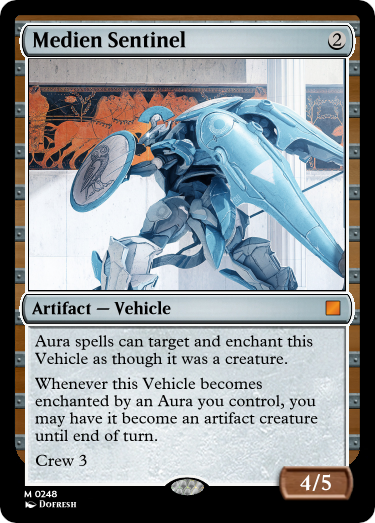 Medien Sentinel 2
Artifact — Vehicle
Aura spells can target and enchant this
Vehicle as though it was a creature.
Whenever this Vehicle becomes
enchanted by an Aura you control, you
may have it become an artifact creature
until end of turn.
Crew 3
4/5
M 0248
Dofresh